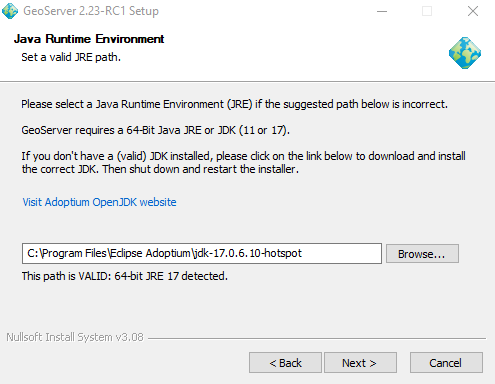 GeoServer 2.23-RC1 Setup
Java Runtime Environment
Set a valid JRE path.
Please select a Java Runtime Environment (JRE) if the suggested path below is incorrect.
GeoServer requires a 64-Bit Java JRE or JDK (11 or 17).
If you don't have a (valid) JDK installed, please click on the link below to download and install
the correct JDK. Then shut down and restart the installer.
Visit Adoptium OpenJDK website
C:\Program Files\Eclipse Adoptium\jdk-17.0.6.10-hotspot
Browse...
This path is VALID: 64-bit JRE 17 detected.
Nullsoft Install System v3.08
< Back
Next >
Cancel